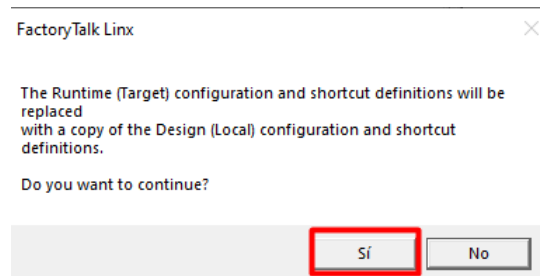 FactoryTalk Linx
The Runtime (Target) configuration and shortcut definitions will be
replaced
with a copy of the Design (Local) configuration and shortcut
definitions.
Do you want to continue?
Sí
No